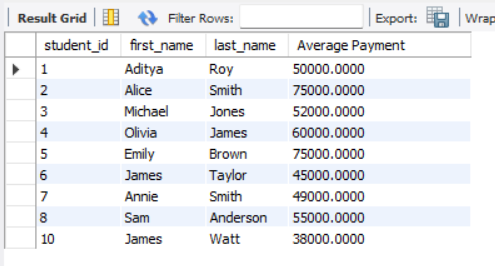 Result Grid Filter Rows: Export: Wrap
student_id first_name last_name Average Payment
1 Aditya Roy 50000.0000
2 Alice Smith 75000.0000
3 Michael Jones 52000.0000
4 Olivia James 60000.0000
5 Emily Brown 75000.0000
6 James Taylor 45000.0000
7 Annie Smith 49000.0000
8 Sam Anderson 55000.0000
10 James Watt 38000.0000